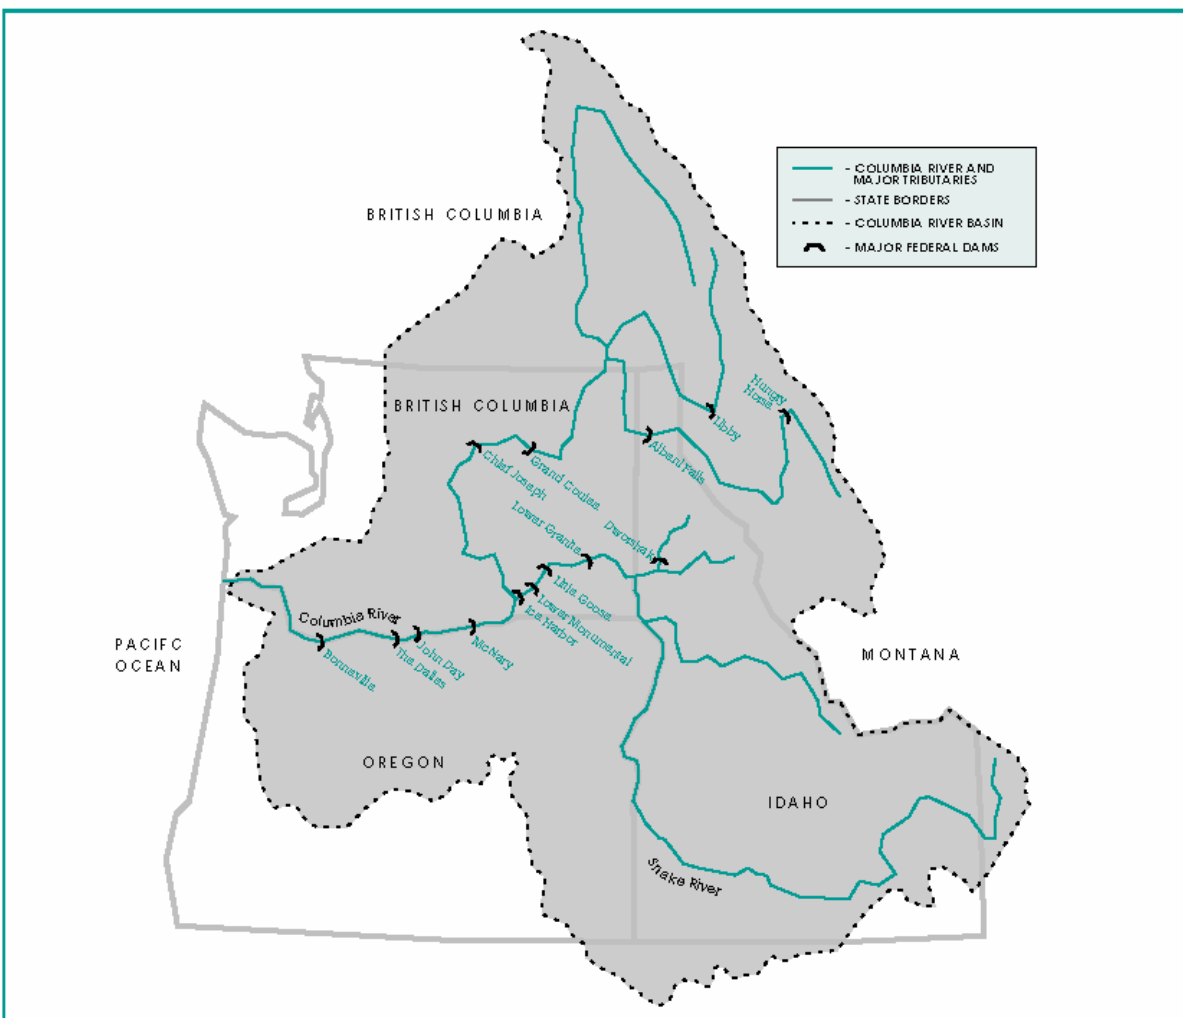 - COLUMBIA RIVER AND
MAJOR TRIBUTARIES
- STATE BORDERS
- COLUMBIA RIVER BASIN
- MAJOR FEDERAL DAMS
BRITISH COLUMBIA
BRITISH COLUMBIA
Hungry
Horse
Libby
Albeni Falls
Grand Coulee
Chief Joseph
Lower Granite
Dworshak
Little Goose
Lower Monumental
Ice Harbor
Columbia River
McNary
John Day
The Dalles
Bonneville
PACIFC
OCEAN
MONTANA
OREGON
IDAHO
Snake River